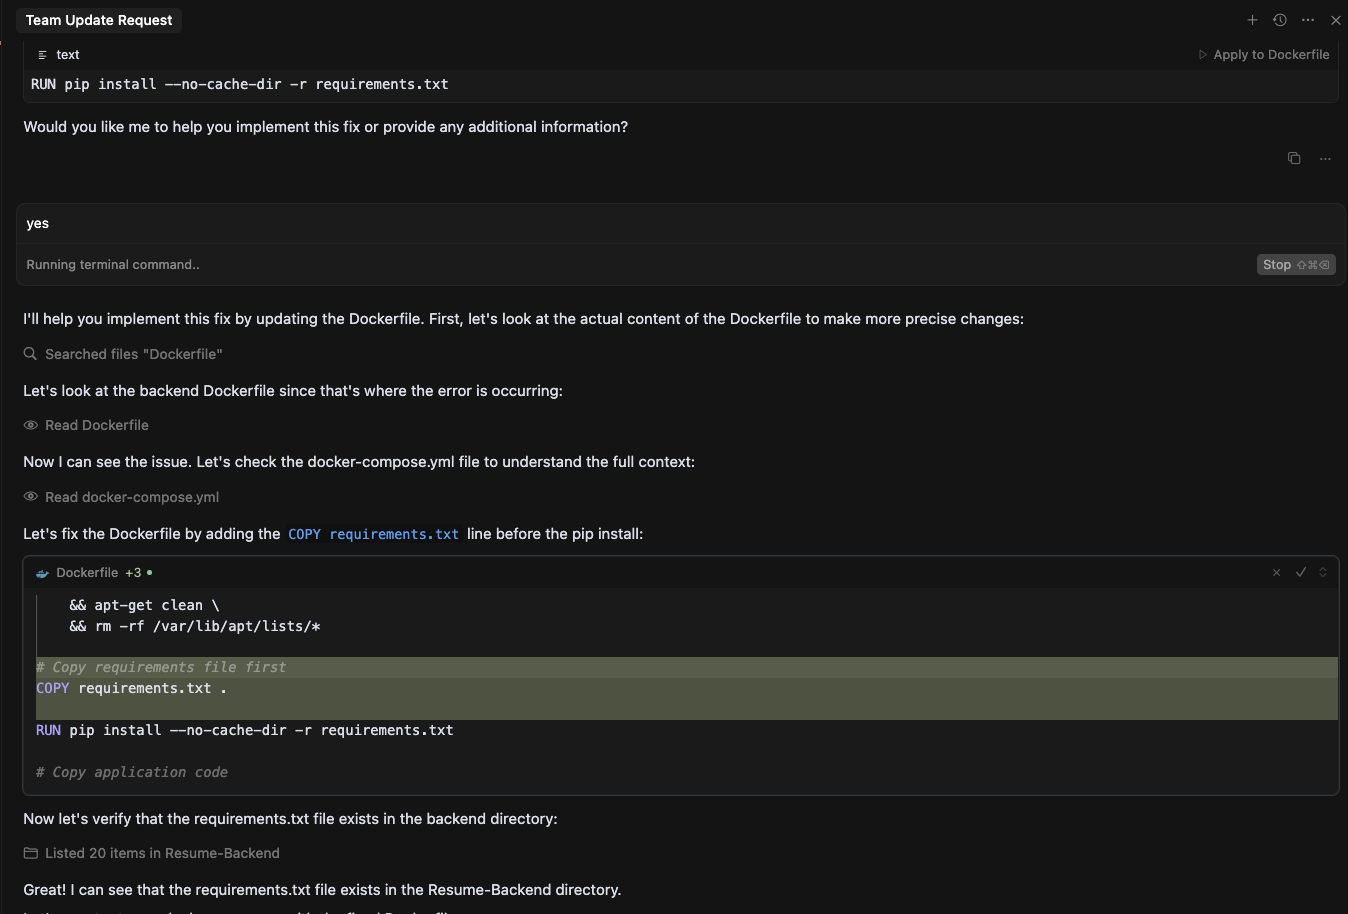 Team Update Request
text
Apply to Dockerfile
RUN pip install --no-cache-dir -r requirements.txt
Would you like me to help you implement this fix or provide any additional information?
yes
Running terminal command..
Stop ⇧⌘⌫
I'll help you implement this fix by updating the Dockerfile. First, let's look at the actual content of the Dockerfile to make more precise changes:
Searched files "Dockerfile"
Let's look at the backend Dockerfile since that's where the error is occurring:
Read Dockerfile
Now I can see the issue. Let's check the docker-compose.yml file to understand the full context:
Read docker-compose.yml
Let's fix the Dockerfile by adding the COPY requirements.txt line before the pip install:
Dockerfile +3
&& apt-get clean \
&& rm -rf /var/lib/apt/lists/*
# Copy requirements file first
COPY requirements.txt .
RUN pip install --no-cache-dir -r requirements.txt
# Copy application code
Now let's verify that the requirements.txt file exists in the backend directory:
Listed 20 items in Resume-Backend
Great! I can see that the requirements.txt file exists in the Resume-Backend directory.